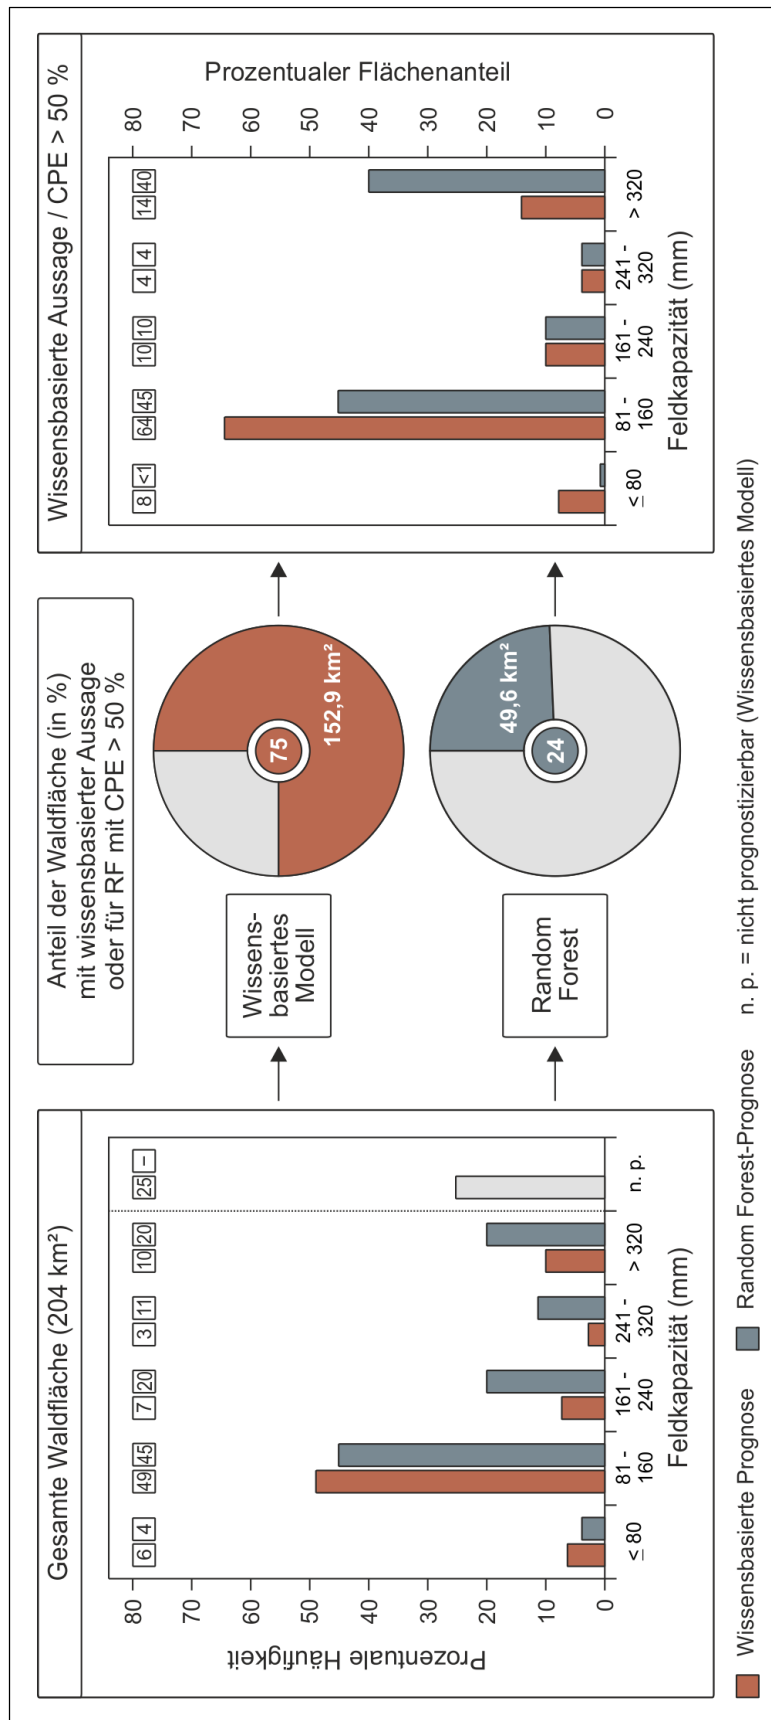 Gesamte Waldfläche (204 km²)
Prozentuale Häufigkeit
80
70
60
50
40
30
20
10
0
6 4
49 45
7 20
3 11
10 20
25 –
≤ 80
81 -
160
161 -
240
241 -
320
> 320
n. p.
Feldkapazität (mm)
Anteil der Waldfläche (in %)
mit wissensbasierter Aussage
oder für RF mit CPE > 50 %
Wissens-
basiertes
Modell
75
152,9 km²
Random
Forest
24
49,6 km²
Wissensbasierte Aussage / CPE > 50 %
8 <1
64 45
10 10
4 4
14 40
≤ 80
81 -
160
161 -
240
241 -
320
> 320
Feldkapazität (mm)
80
70
60
50
40
30
20
10
0
Prozentualer Flächenanteil
Wissensbasierte Prognose
Random Forest-Prognose
n. p. = nicht prognostizierbar (Wissensbasiertes Modell)